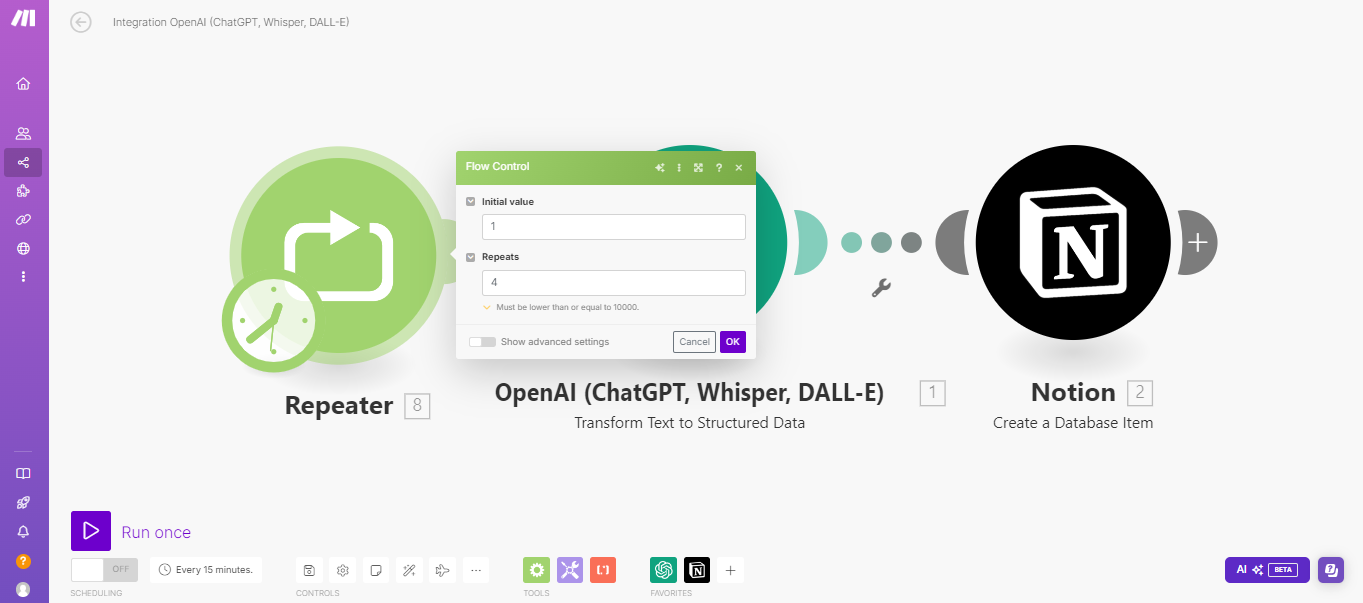 Integration OpenAI (ChatGPT, Whisper, DALL-E)
Flow Control
?
Initial value
1
Repeats
4
Must be lower than or equal to 10000.
Show advanced settings
Cancel
OK
Repeater 8
OpenAI (ChatGPT, Whisper, DALL-E) 1
Transform Text to Structured Data
Notion 2
Create a Database Item
N
Run once
OFF
Every 15 minutes.
SCHEDULING
CONTROLS
TOOLS
FAVORITES
AI BETA
?